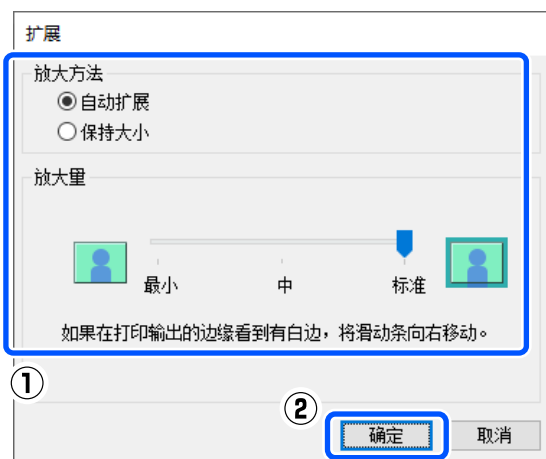 扩展
放大方法
自动扩展
保持大小
放大量
最小 中 标准
如果在打印输出的边缘看到有白边，将滑动条向右移动。
①
②
确定 取消